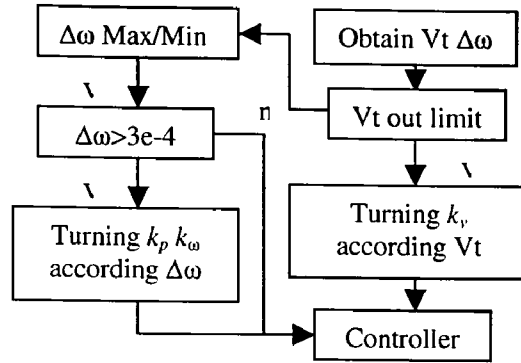 Δω Max/Min
Obtain Vt Δω
n
Vt out limit
Δω>3e-4
Turning kp kω
according Δω
Turning kv
according Vt
Controller